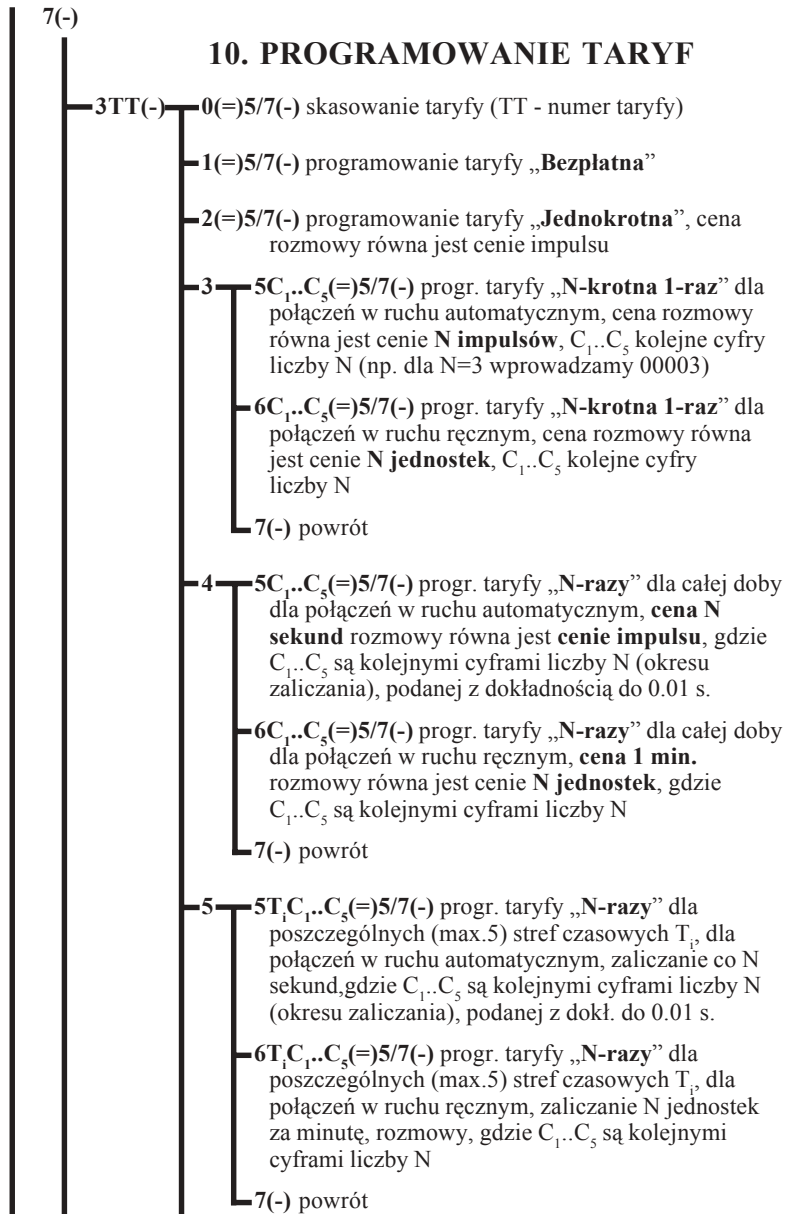 7(-)
10. PROGRAMOWANIE TARYF
3TT(-) 0(=)5/7(-) skasowanie taryfy (TT - numer taryfy)
1(=)5/7(-) programowanie taryfy „Bezpłatna”
2(=)5/7(-) programowanie taryfy „Jednokrotna”, cena
rozmowy równa jest cenie impulsu
3 5C₁..C₅(=)5/7(-) progr. taryfy „N-krotna 1-raz” dla
połączeń w ruchu automatycznym, cena rozmowy
równa jest cenie N impulsów, C₁..C₅ kolejne cyfry
liczby N (np. dla N=3 wprowadzamy 00003)
6C₁..C₅(=)5/7(-) progr. taryfy „N-krotna 1-raz” dla
połączeń w ruchu ręcznym, cena rozmowy równa
jest cenie N jednostek, C₁..C₅ kolejne cyfry
liczby N
7(-) powrót
4 5C₁..C₅(=)5/7(-) progr. taryfy „N-razy” dla całej doby
dla połączeń w ruchu automatycznym, cena N
sekund rozmowy równa jest cenie impulsu, gdzie
C₁..C₅ są kolejnymi cyframi liczby N (okresu
zaliczania), podanej z dokładnością do 0.01 s.
6C₁..C₅(=)5/7(-) progr. taryfy „N-razy” dla całej doby
dla połączeń w ruchu ręcznym, cena 1 min.
rozmowy równa jest cenie N jednostek, gdzie
C₁..C₅ są kolejnymi cyframi liczby N
7(-) powrót
5 5TᵢC₁..C₅(=)5/7(-) progr. taryfy „N-razy” dla
poszczególnych (max.5) stref czasowych Tᵢ, dla
połączeń w ruchu automatycznym, zaliczanie co N
sekund,gdzie C₁..C₅ są kolejnymi cyframi liczby N
(okresu zaliczania), podanej z dokł. do 0.01 s.
6TᵢC₁..C₅(=)5/7(-) progr. taryfy „N-razy” dla
poszczególnych (max.5) stref czasowych Tᵢ, dla
połączeń w ruchu ręcznym, zaliczanie N jednostek
za minutę, rozmowy, gdzie C₁..C₅ są kolejnymi
cyframi liczby N
7(-) powrót